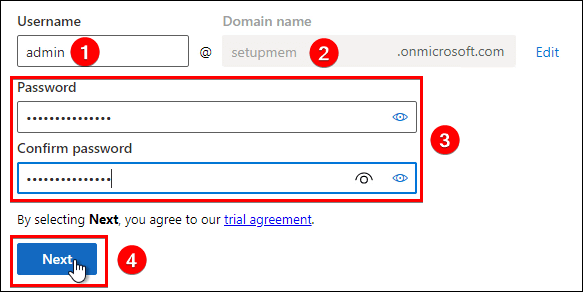 Username Domain name
admin 1 @ setupmem 2 .onmicrosoft.com Edit
Password
•••••••••••••••
3
Confirm password
•••••••••••••••
By selecting Next, you agree to our trial agreement.
Next 4